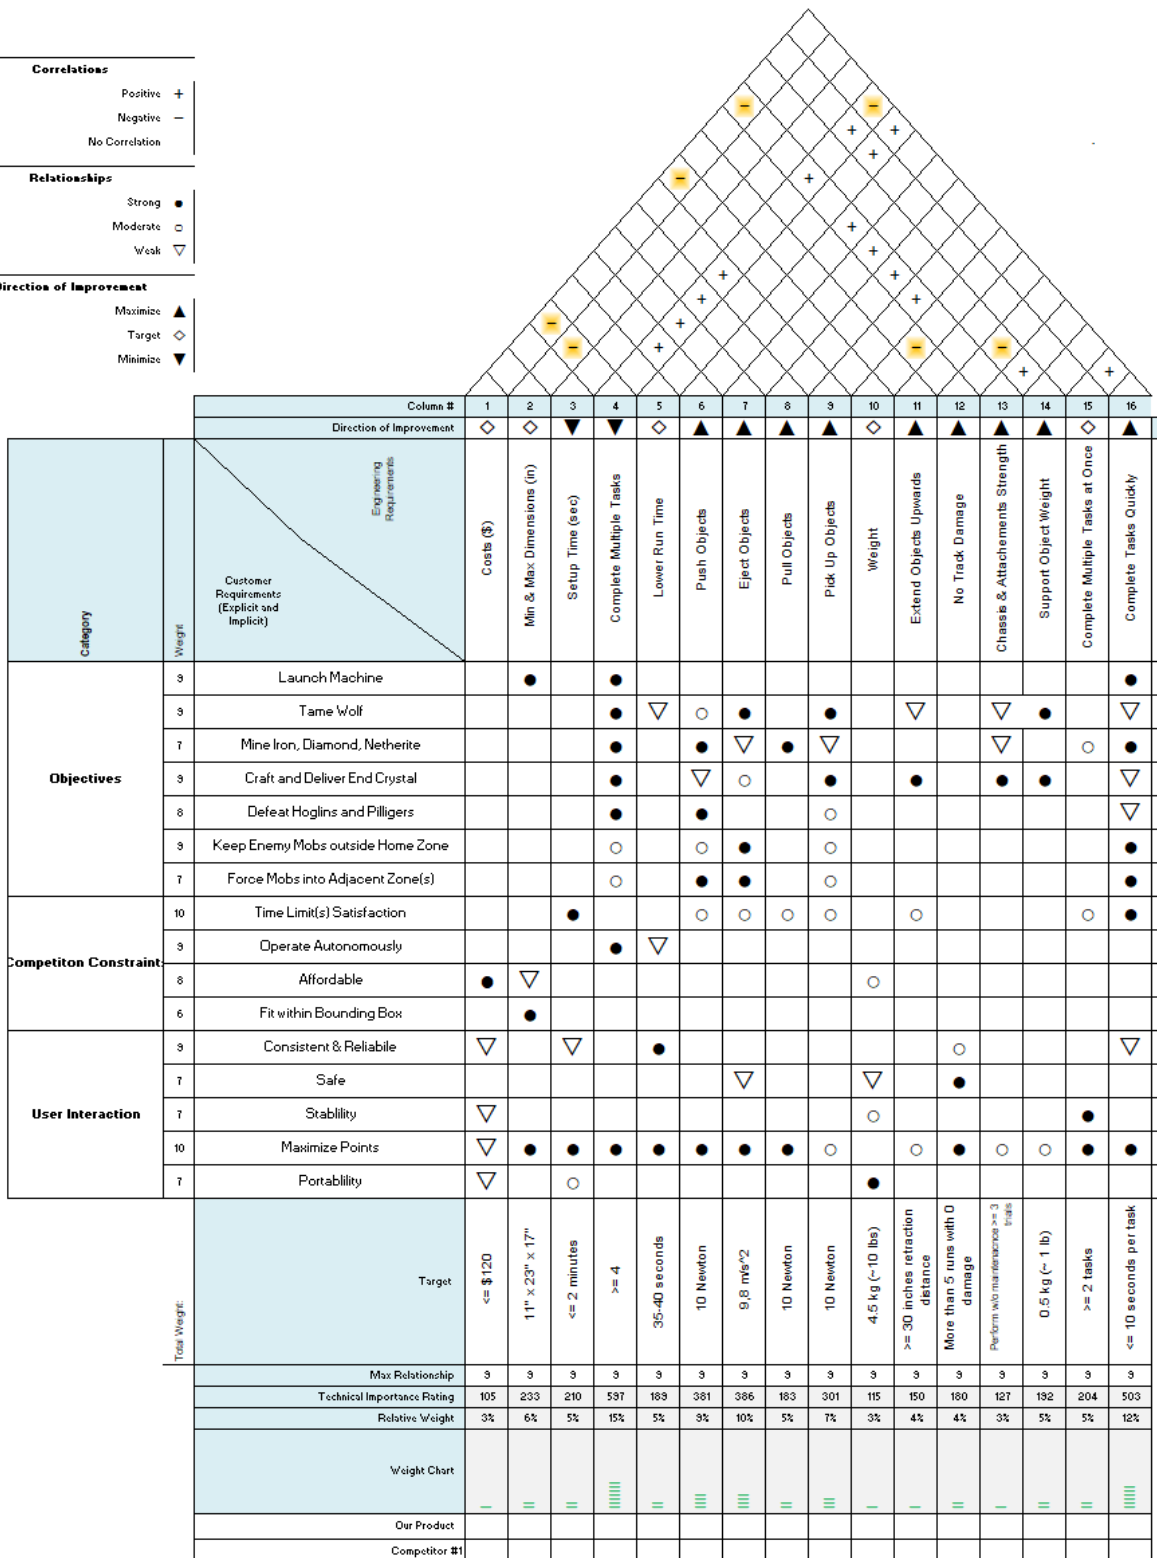 Correlations
Positive +
Negative −
No Correlation
Relationships
Strong ●
Moderate ○
Weak ▽
Direction of Improvement
Maximize ▲
Target ◇
Minimize ▼
Column # 1 2 3 4 5 6 7 8 9 10 11 12 13 14 15 16
Direction of Improvement ◇ ◇ ▼ ▼ ◇ ▲ ▲ ▲ ▲ ◇ ▲ ▲ ▲ ▲ ◇ ▲
Category
Weight
Customer
Requirements
(Explicit and
Implicit)
Engineering
Requirements
Costs ($)
Min & Max Dimensions (in)
Setup Time (sec)
Complete Multiple Tasks
Lower Run Time
Push Objects
Eject Objects
Pull Objects
Pick Up Objects
Weight
Extend Objects Upwards
No Track Damage
Chassis & Attachements Strength
Support Object Weight
Complete Multiple Tasks at Once
Complete Tasks Quickly
Objectives
9 Launch Machine ● ● ●
9 Tame Wolf ● ▽ ○ ● ● ▽ ▽ ● ▽
7 Mine Iron, Diamond, Netherite ● ● ▽ ● ▽ ▽ ○ ●
9 Craft and Deliver End Crystal ● ▽ ○ ● ● ● ● ▽
8 Defeat Hoglins and Pilligers ● ● ○ ▽
9 Keep Enemy Mobs outside Home Zone ○ ○ ● ○ ●
7 Force Mobs into Adjacent Zone(s) ○ ● ● ○ ●
Competiton Constraint
10 Time Limit(s) Satisfaction ● ○ ○ ○ ○ ○ ○ ●
9 Operate Autonomously ● ▽
8 Affordable ● ▽ ○
6 Fit within Bounding Box ●
User Interaction
9 Consistent & Reliabile ▽ ▽ ● ○ ▽
7 Safe ▽ ▽ ●
7 Stablility ▽ ○ ●
10 Maximize Points ▽ ● ● ● ● ● ● ● ○ ○ ● ○ ○ ● ●
7 Portablility ▽ ○ ●
Total Weight:
Target
<= $120
11" x 23" x 17"
<= 2 minutes
>= 4
35-40 seconds
10 Newton
9,8 m/s^2
10 Newton
10 Newton
4.5 kg (~10 lbs)
>= 30 inches retraction
distance
More than 5 runs with 0
damage
Perform w/o maintenacnce >= 3
trials
0.5 kg (~ 1 lb)
>= 2 tasks
<= 10 seconds per task
Max Relationship 9 9 9 9 9 9 9 9 9 9 9 9 9 9 9 9
Technical Importance Rating 105 233 210 597 189 381 386 183 301 115 150 180 127 192 204 503
Relative Weight 3% 6% 5% 15% 5% 9% 10% 5% 7% 3% 4% 4% 3% 5% 5% 12%
Weight Chart
Our Product
Competitor #1